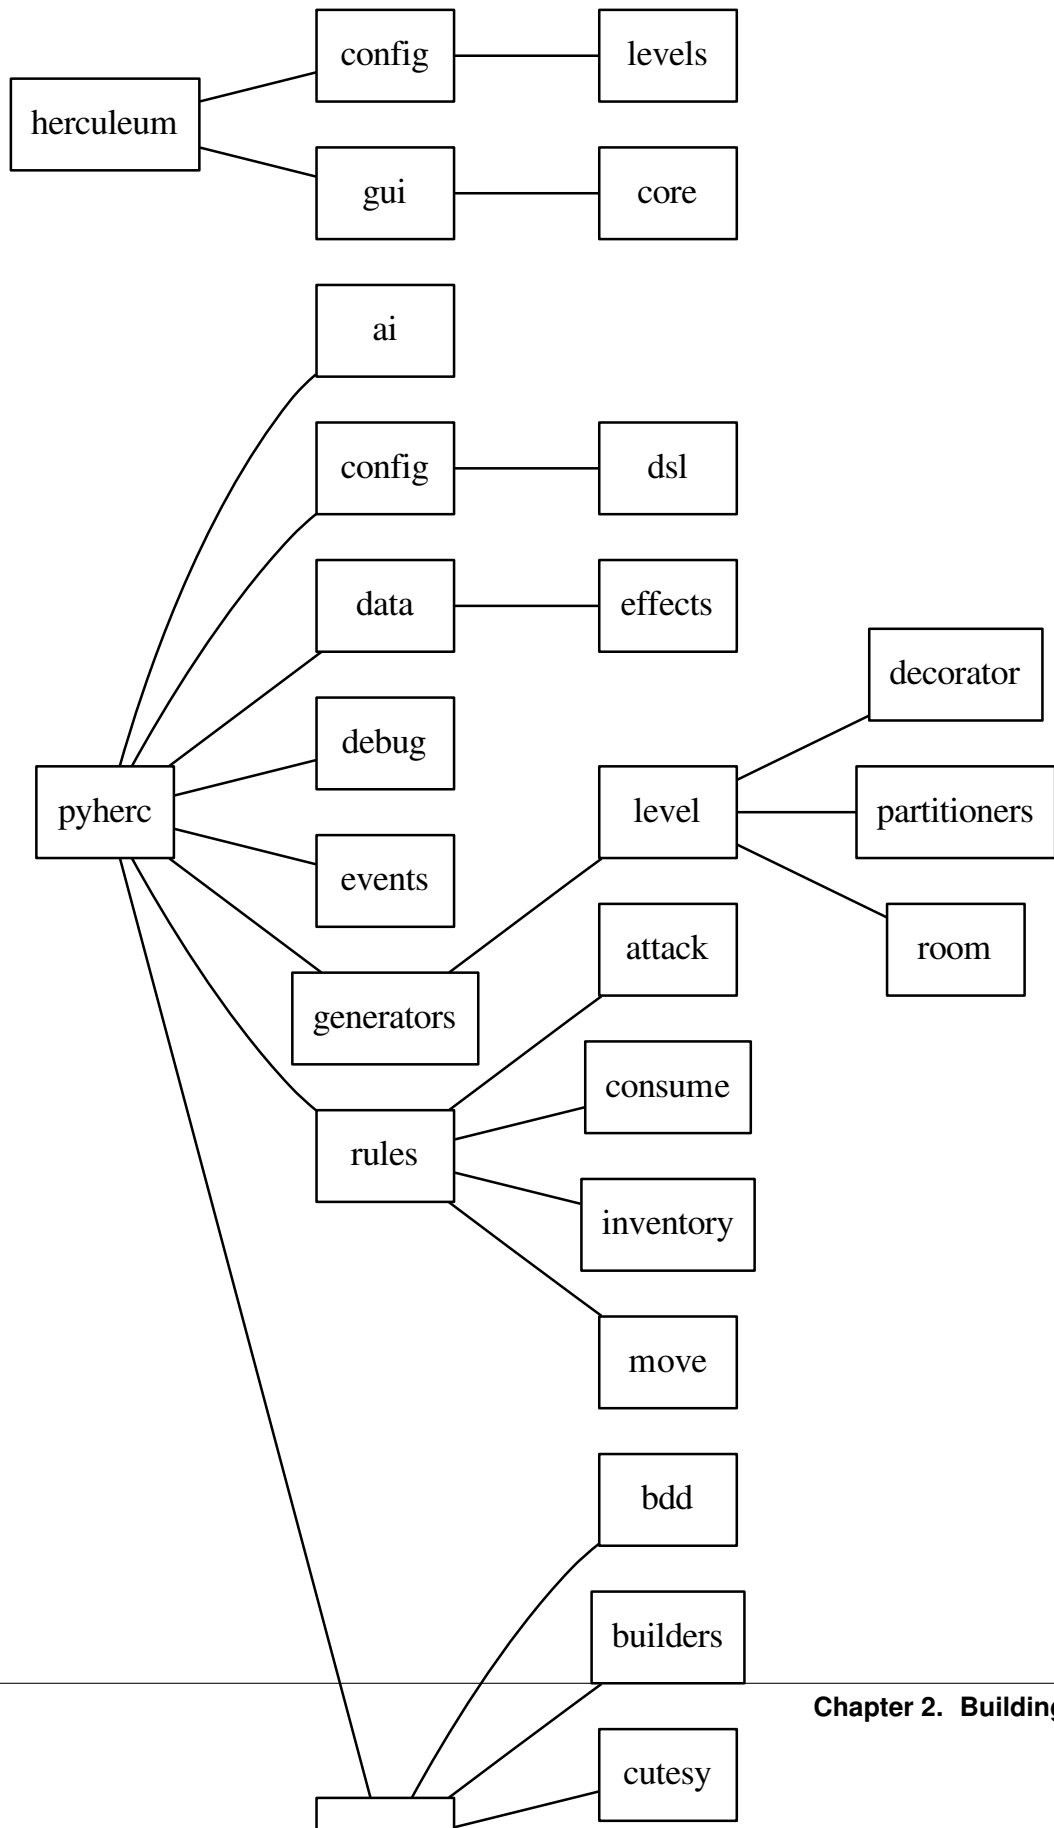 config
levels
herculeum
gui
core
ai
config
dsl
data
effects
decorator
debug
pyherc
level
partitioners
events
attack
room
generators
consume
rules
inventory
move
bdd
builders
Chapter 2. Building
cutesy